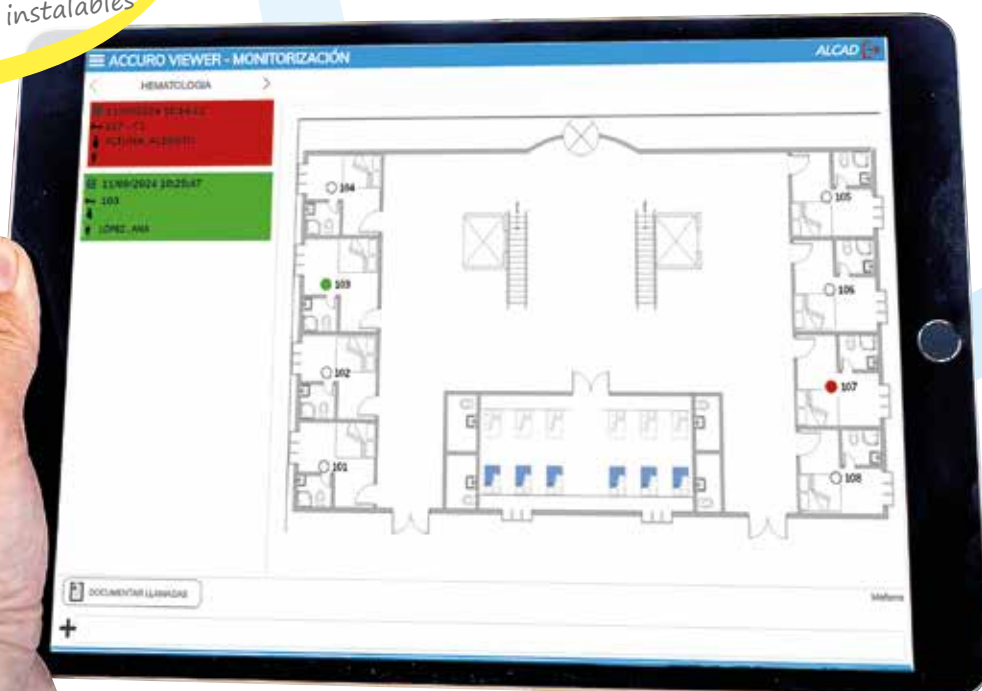 instalables
ACCURO VIEWER - MONITORIZACIÓN
ALCAD
HEMATOLOGIA
11/09/2024 10:25:47
103
LÓPEZ, ANA
104
103
102
101
105
106
107
108
DOCUMENTAR LLAMADAS